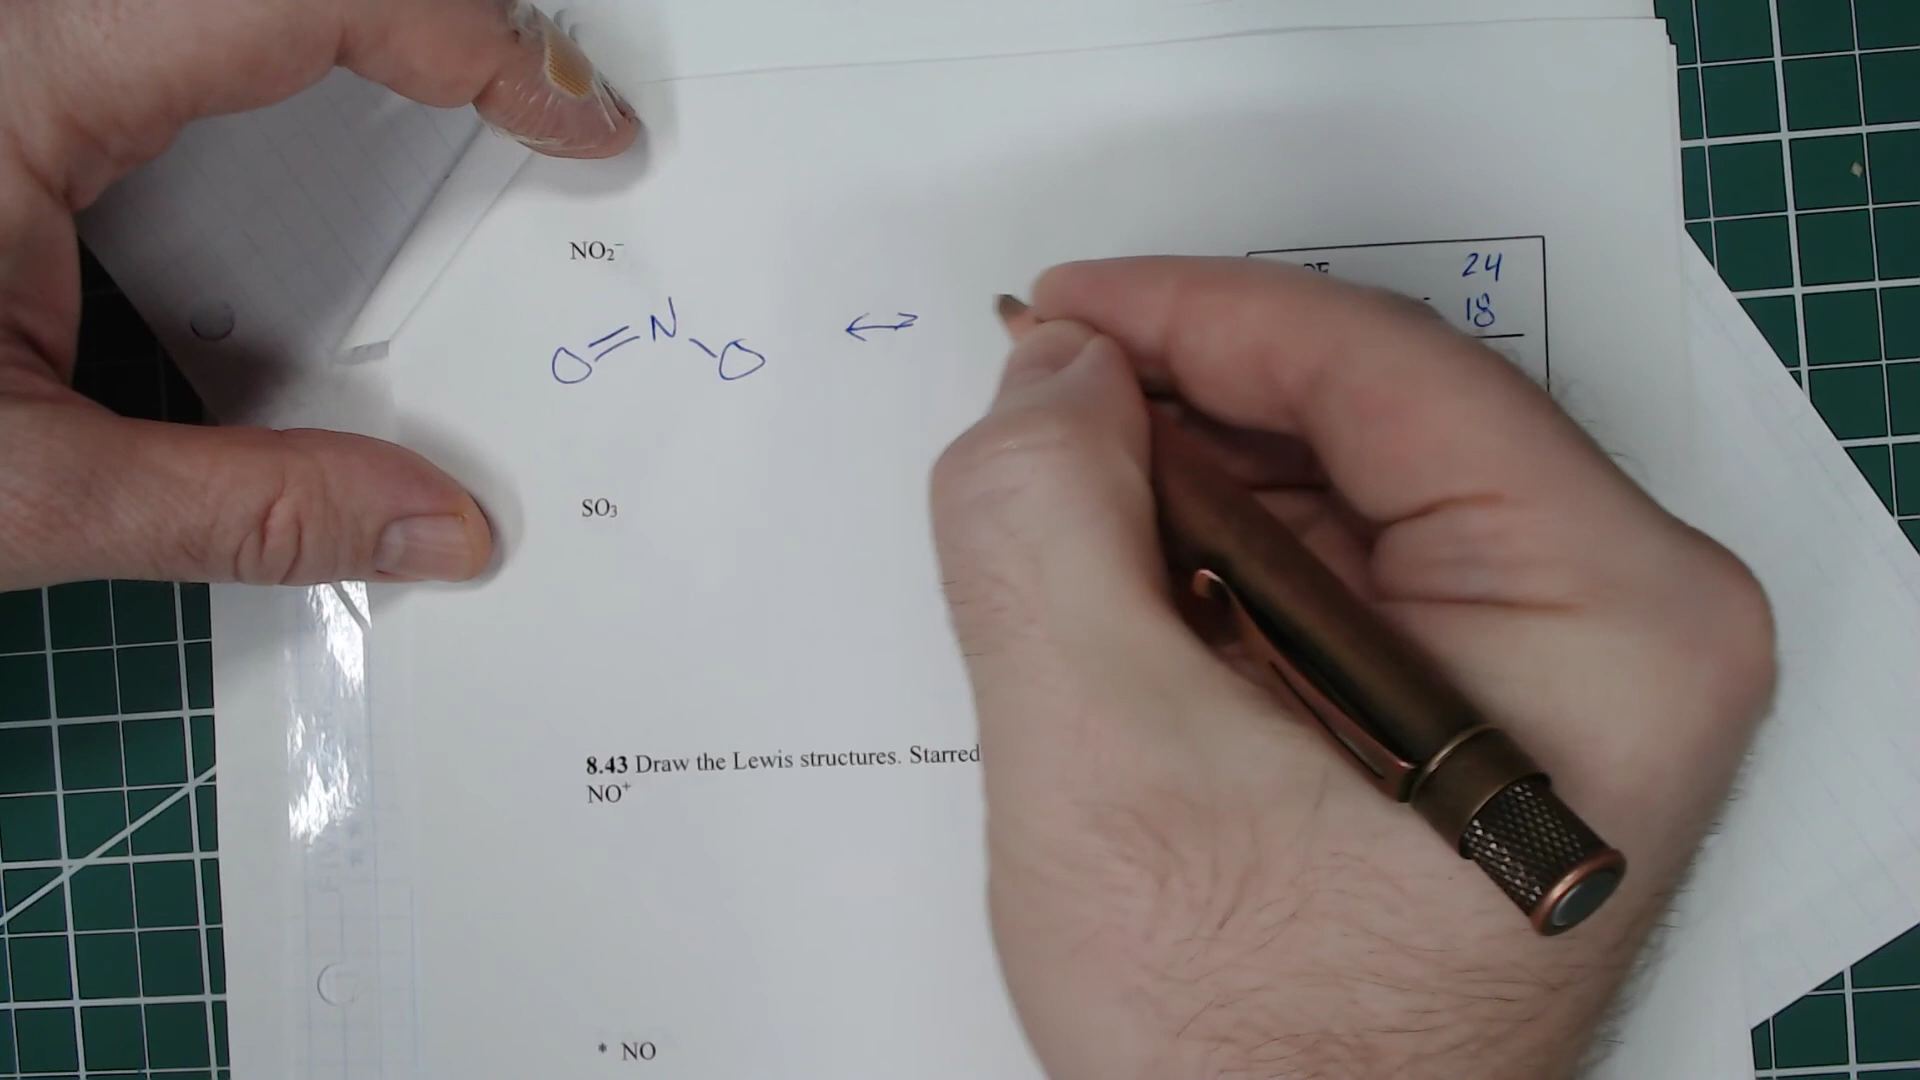 NO₂⁻
24
18
O=N-O ↔
SO₃
8.43 Draw the Lewis structures. Starred
NO⁺
* NO